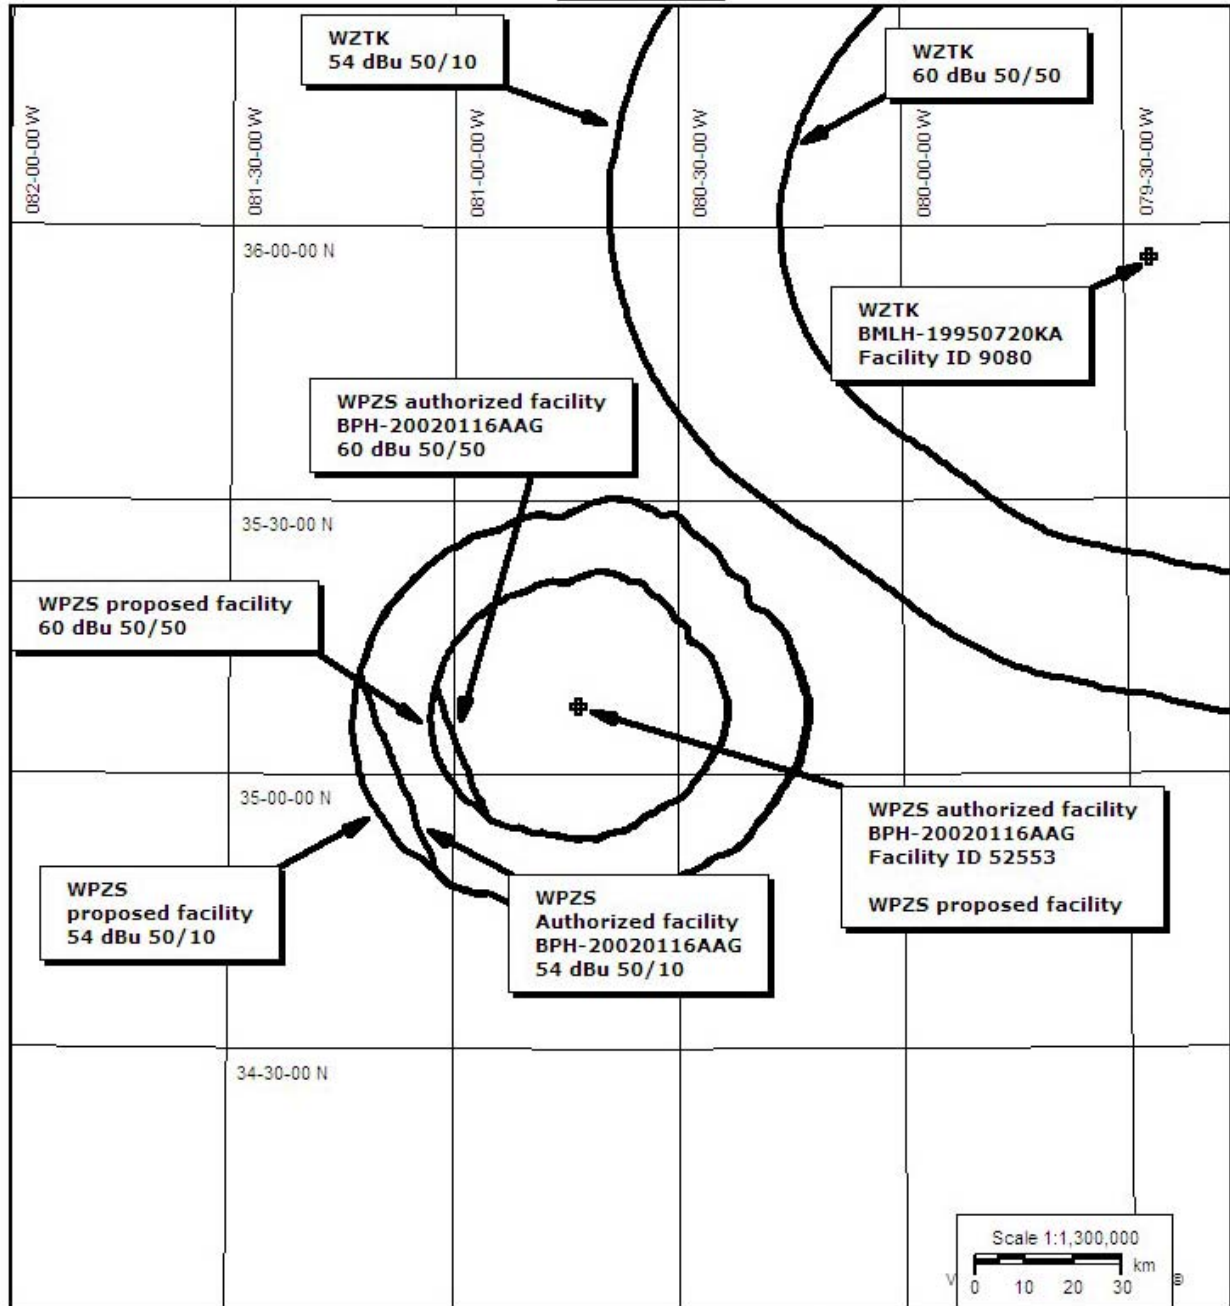 WZTK
54 dBu 50/10
WZTK
60 dBu 50/50
082-00-00 W
081-30-00 W
081-00-00 W
080-30-00 W
080-00-00 W
079-30-00 W
36-00-00 N
WZTK
BMLH-19950720KA
Facility ID 9080
WPZS authorized facility
BPH-20020116AAG
60 dBu 50/50
35-30-00 N
WPZS proposed facility
60 dBu 50/50
35-00-00 N
WPZS authorized facility
BPH-20020116AAG
Facility ID 52553
WPZS proposed facility
WPZS
proposed facility
54 dBu 50/10
WPZS
Authorized facility
BPH-20020116AAG
54 dBu 50/10
34-30-00 N
Scale 1:1,300,000
km
V
®
0 10 20 30